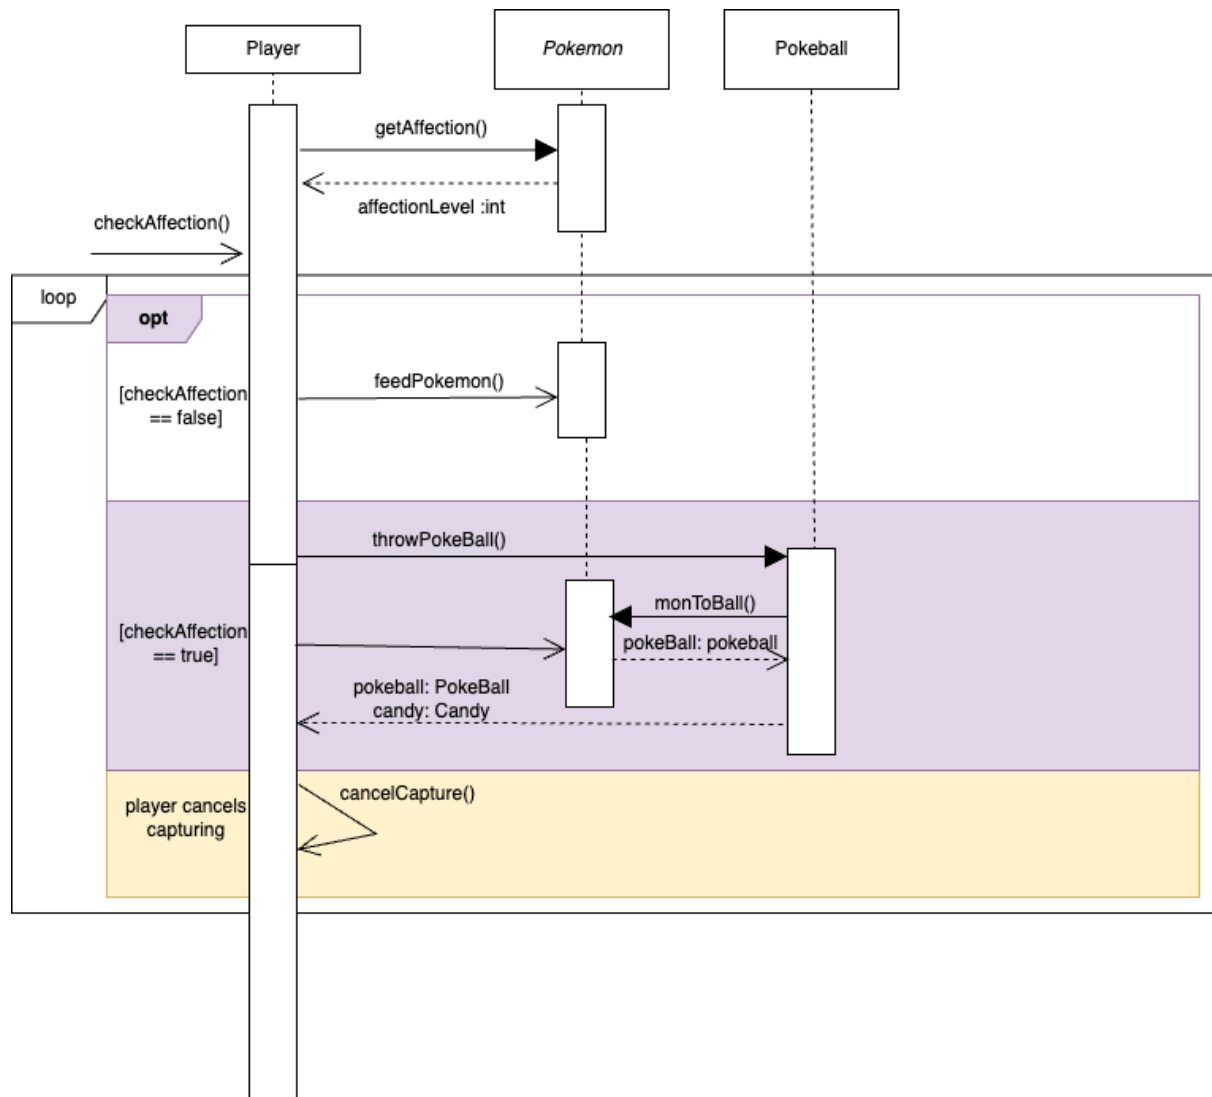 Player
Pokemon
Pokeball
getAffection()
affectionLevel :int
checkAffection()
loop
opt
[checkAffection
== false]
feedPokemon()
throwPokeBall()
monToBall()
[checkAffection
== true]
pokeBall: pokeball
pokeball: PokeBall
candy: Candy
player cancels
capturing
cancelCapture()